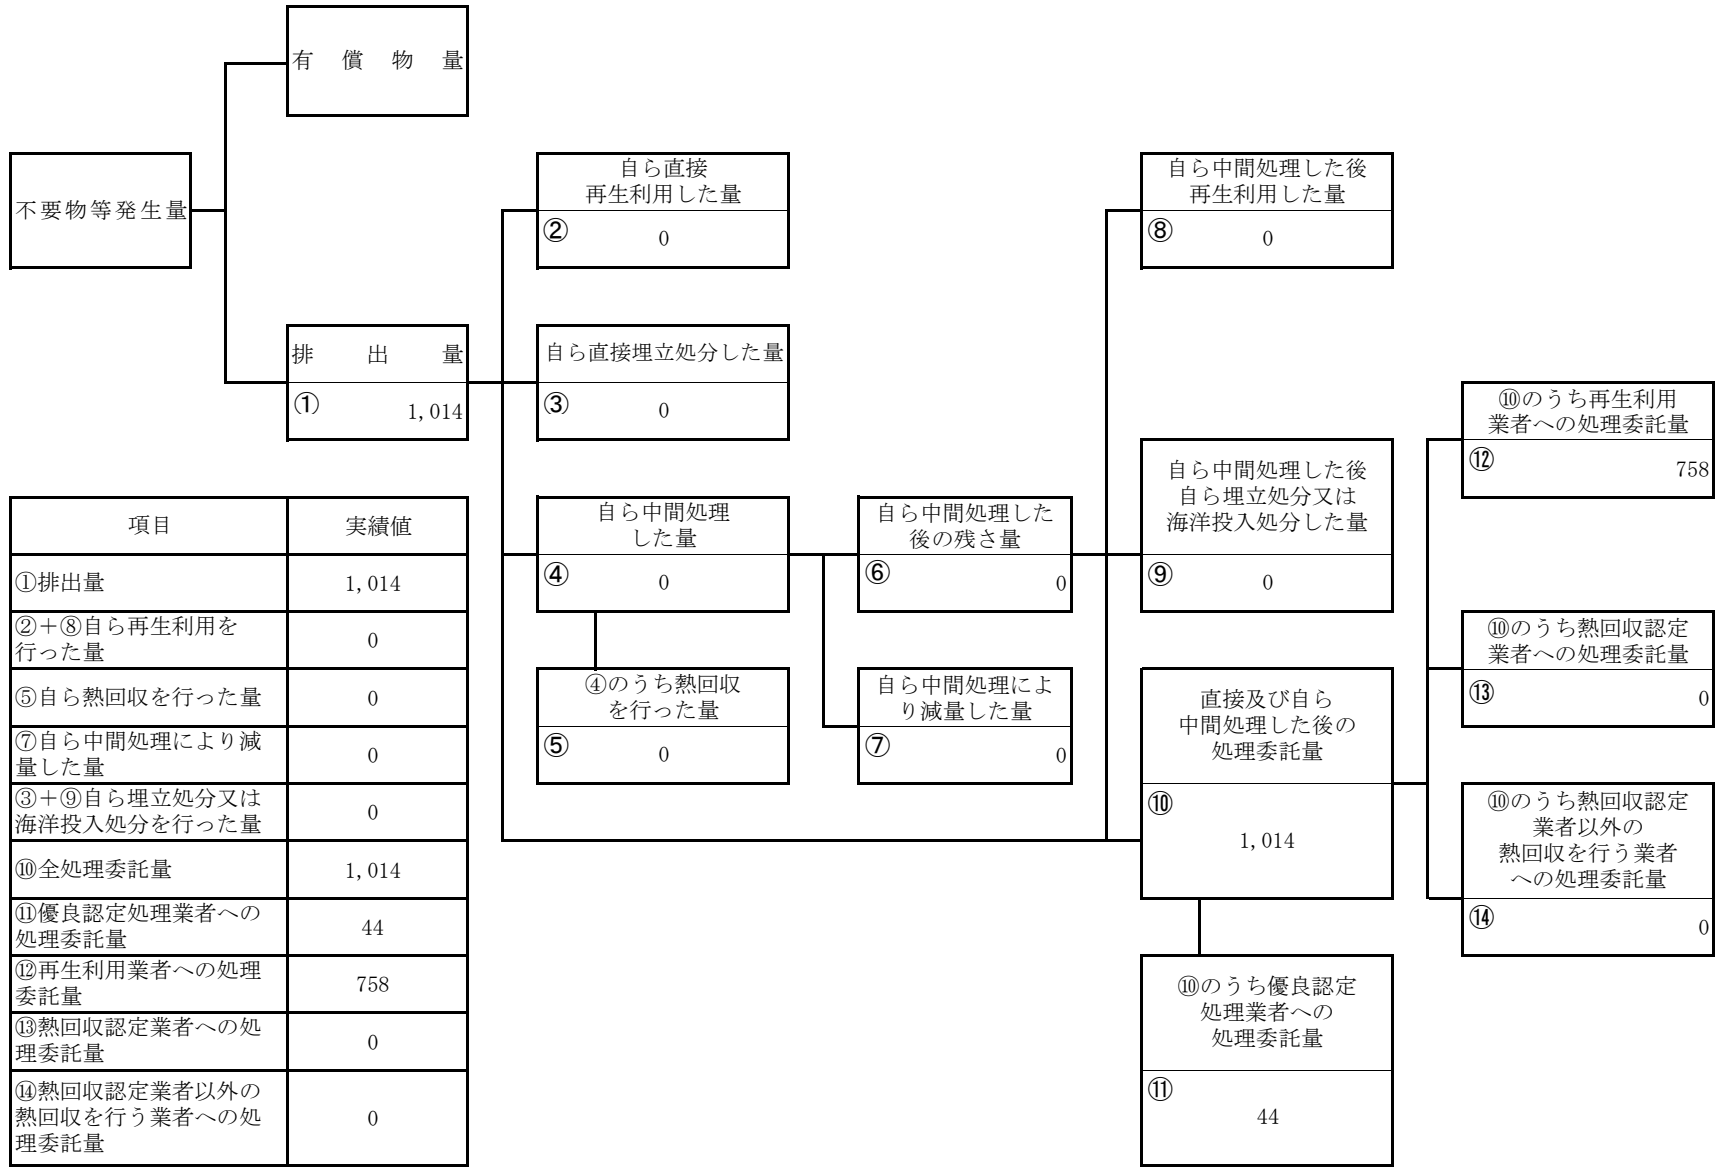 有償物量
不要物等発生量
排出量
① 1,014
自ら直接
再生利用した量
② 0
自ら直接埋立処分した量
③ 0
自ら中間処理
した量
④ 0
④のうち熱回収
を行った量
⑤ 0
自ら中間処理した
後の残さ量
⑥ 0
自ら中間処理によ
り減量した量
⑦ 0
自ら中間処理した後
再生利用した量
⑧ 0
自ら中間処理した後
自ら埋立処分又は
海洋投入処分した量
⑨ 0
直接及び自ら
中間処理した後の
処理委託量
⑩
1,014
⑩のうち優良認定
処理業者への
処理委託量
⑪
44
⑩のうち再生利用
業者への処理委託量
⑫ 758
⑩のうち熱回収認定
業者への処理委託量
⑬ 0
⑩のうち熱回収認定
業者以外の
熱回収を行う業者
への処理委託量
⑭ 0
項目 実績値
①排出量 1,014
②＋⑧自ら再生利用を
行った量 0
⑤自ら熱回収を行った量 0
⑦自ら中間処理により減
量した量 0
③＋⑨自ら埋立処分又は
海洋投入処分を行った量 0
⑩全処理委託量 1,014
⑪優良認定処理業者への
処理委託量 44
⑫再生利用業者への処理
委託量 758
⑬熱回収認定業者への処
理委託量 0
⑭熱回収認定業者以外の
熱回収を行う業者への処
理委託量 0